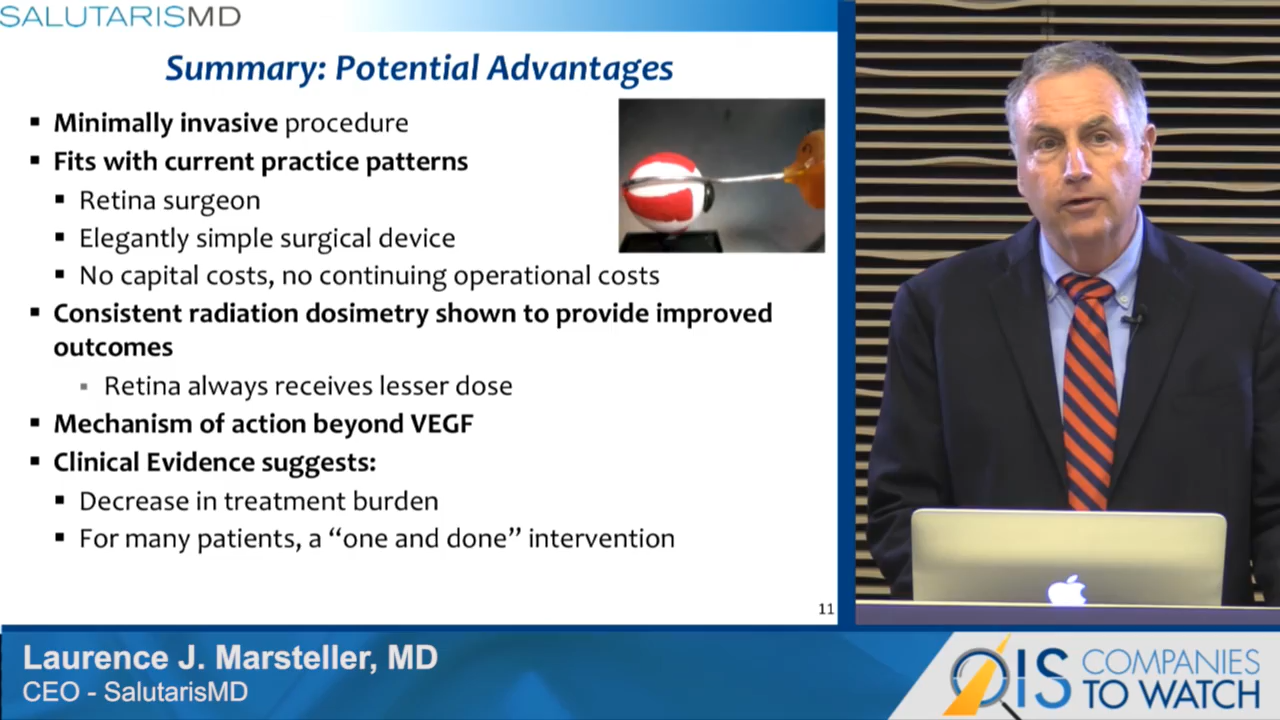 SALUTARISMD
Summary: Potential Advantages
Minimally invasive procedure
Fits with current practice patterns
Retina surgeon
Elegantly simple surgical device
No capital costs, no continuing operational costs
Consistent radiation dosimetry shown to provide improved
outcomes
Retina always receives lesser dose
Mechanism of action beyond VEGF
Clinical Evidence suggests:
Decrease in treatment burden
For many patients, a “one and done” intervention
11
Laurence J. Marsteller, MD
CEO - SalutarisMD
OIS COMPANIES
TO WATCH